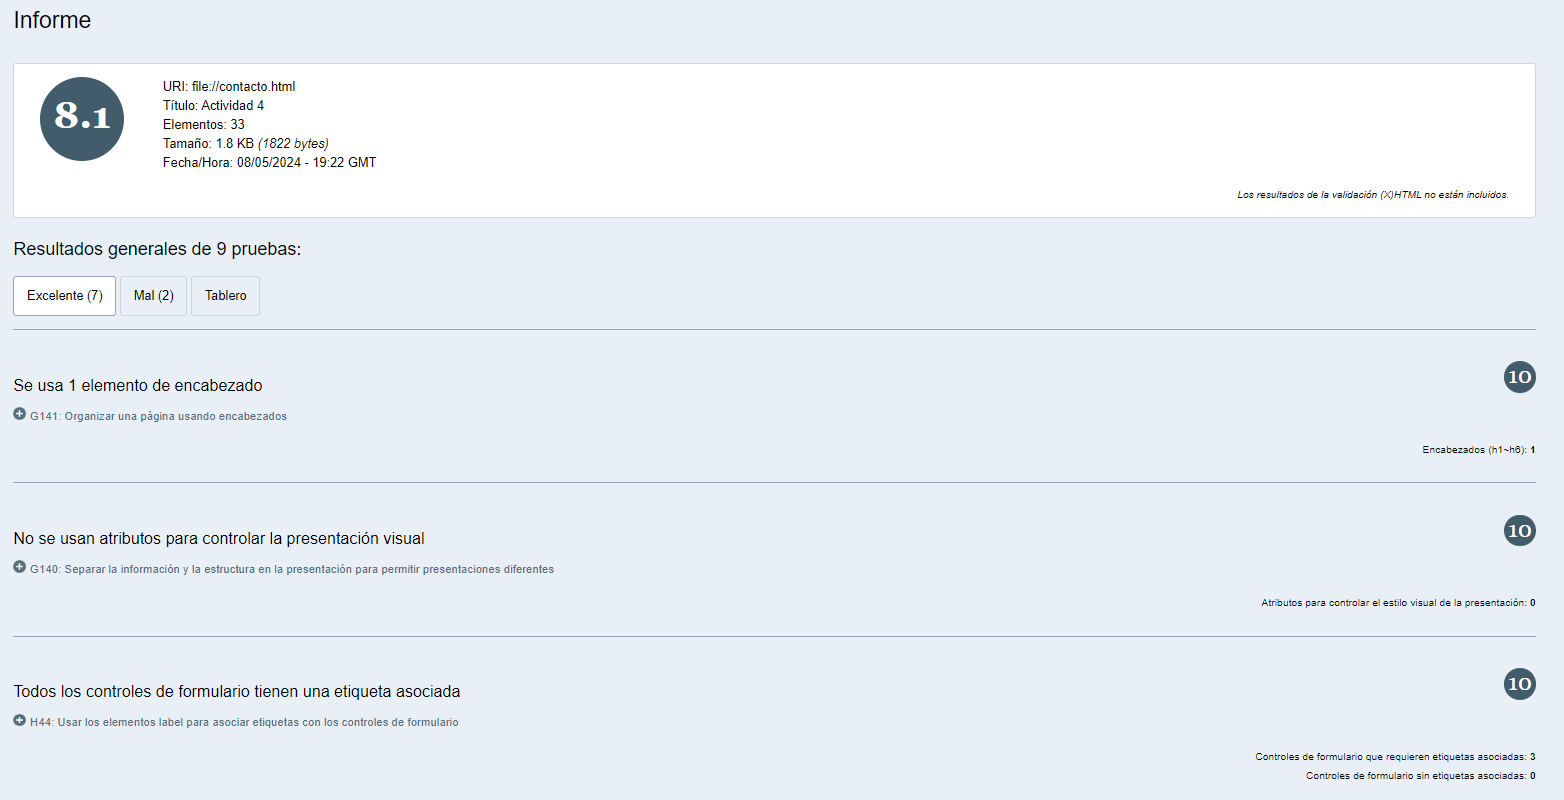 Informe
8.1
URI: file://contacto.html
Título: Actividad 4
Elementos: 33
Tamaño: 1.8 KB (1822 bytes)
Fecha/Hora: 08/05/2024 - 19:22 GMT
Los resultados de la validación (X)HTML no están incluidos.
Resultados generales de 9 pruebas:
Excelente (7) Mal (2) Tablero
Se usa 1 elemento de encabezado 10
G141: Organizar una página usando encabezados
Encabezados (h1~h6): 1
No se usan atributos para controlar la presentación visual 10
G140: Separar la información y la estructura en la presentación para permitir presentaciones diferentes
Atributos para controlar el estilo visual de la presentación: 0
Todos los controles de formulario tienen una etiqueta asociada 10
H44: Usar los elementos label para asociar etiquetas con los controles de formulario
Controles de formulario que requieren etiquetas asociadas: 3
Controles de formulario sin etiquetas asociadas: 0